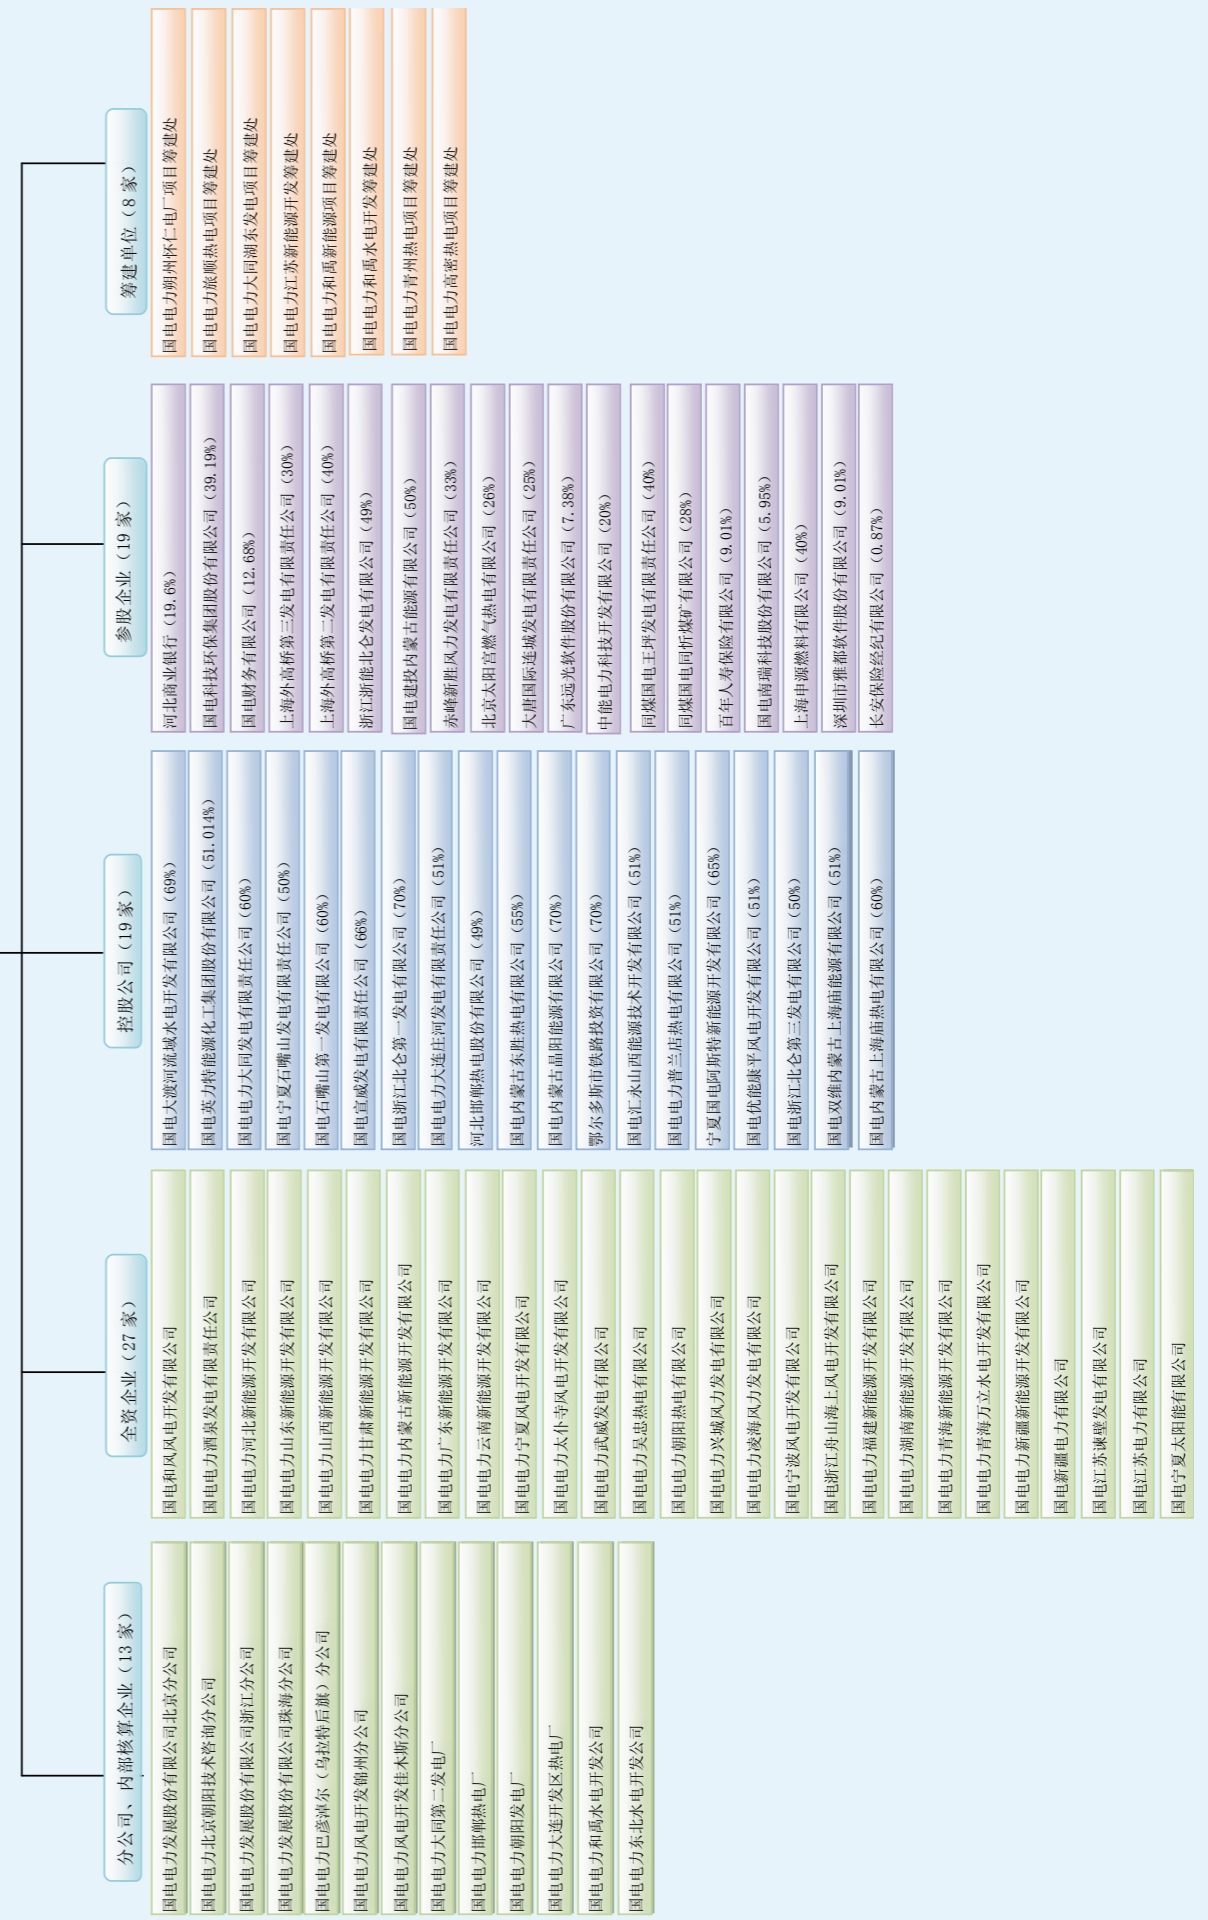 分公司、内部核算企业（13 家）
国电电力发展股份有限公司北京分公司
国电电力北京朝阳技术咨询分公司
国电电力发展股份有限公司浙江分公司
国电电力发展股份有限公司珠海分公司
国电电力巴彦淖尔（乌拉特后旗）分公司
国电电力风电开发锦州分公司
国电电力风电开发佳木斯分公司
国电电力大同第二发电厂
国电电力邯郸热电厂
国电电力朝阳发电厂
国电电力大连开发区热电厂
国电电力和禹水电开发公司
国电电力东北水电开发公司
全资企业（27 家）
国电和风风电开发有限公司
国电电力酒泉发电有限责任公司
国电电力河北新能源开发有限公司
国电电力山东新能源开发有限公司
国电电力山西新能源开发有限公司
国电电力甘肃新能源开发有限公司
国电电力内蒙古新能源开发有限公司
国电电力广东新能源开发有限公司
国电电力云南新能源开发有限公司
国电电力宁夏风电开发有限公司
国电电力太仆寺风电开发有限公司
国电电力武威发电有限公司
国电电力吴忠热电有限公司
国电电力朝阳热电有限公司
国电电力兴城风力发电有限公司
国电电力凌海风力发电有限公司
国电宁波风电开发有限公司
国电浙江舟山海上风电开发有限公司
国电电力福建新能源开发有限公司
国电电力湖南新能源开发有限公司
国电电力青海新能源开发有限公司
国电电力青海万立水电开发有限公司
国电电力新疆新能源开发有限公司
国电新疆电力有限公司
国电江苏谏壁发电有限公司
国电江苏电力有限公司
国电宁夏太阳能有限公司
控股公司（19 家）
国电大渡河流域水电开发有限公司（69%）
国电英力特能源化工集团股份有限公司（51.014%）
国电电力大同发电有限责任公司（60%）
国电宁夏石嘴山发电有限责任公司（50%）
国电石嘴山第一发电有限公司（60%）
国电宣威发电有限责任公司（66%）
国电浙江北仑第一发电有限公司（70%）
国电电力大连庄河发电有限责任公司（51%）
河北邯郸热电股份有限公司（49%）
国电内蒙古东胜热电有限公司（55%）
国电内蒙古晶阳能源有限公司（70%）
鄂尔多斯市铁路投资有限公司（70%）
国电汇永山西能源技术开发有限公司（51%）
国电电力普兰店热电有限公司（51%）
宁夏国电阿斯特新能源开发有限公司（65%）
国电优能康平风电开发有限公司（51%）
国电浙江北仑第三发电有限公司（50%）
国电双维内蒙古上海庙能源有限公司（51%）
国电内蒙古上海庙热电有限公司（60%）
参股企业（19 家）
河北商业银行（19.6%）
国电科技环保集团股份有限公司（39.19%）
国电财务有限公司（12.68%）
上海外高桥第三发电有限责任公司（30%）
上海外高桥第二发电有限责任公司（40%）
浙江浙能北仑发电有限公司（49%）
国电建投内蒙古能源有限公司（50%）
赤峰新胜风力发电有限责任公司（33%）
北京太阳宫燃气热电有限公司（26%）
大唐国际连城发电有限责任公司（25%）
广东远光软件股份有限公司（7.38%）
中能电力科技开发有限公司（20%）
同煤国电王坪发电有限责任公司（40%）
同煤国电同忻煤矿有限公司（28%）
百年人寿保险有限公司（9.01%）
国电南瑞科技股份有限公司（5.95%）
上海申源燃料有限公司（40%）
深圳市雅都软件股份有限公司（9.01%）
长安保险经纪有限公司（0.87%）
筹建单位（8 家）
国电电力朔州怀仁电厂项目筹建处
国电电力旅顺热电项目筹建处
国电电力大同湖东发电项目筹建处
国电电力江苏新能源开发筹建处
国电电力和禹新能源项目筹建处
国电电力和禹水电开发筹建处
国电电力青州热电项目筹建处
国电电力高密热电项目筹建处